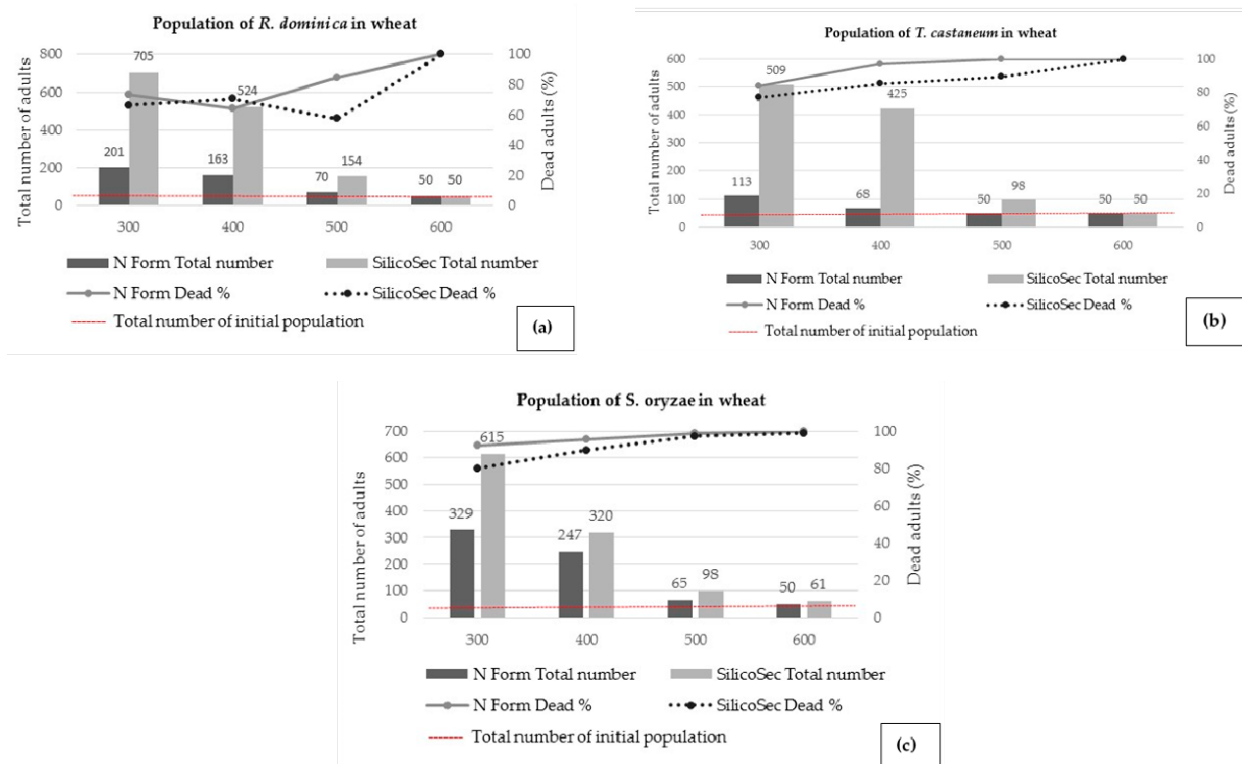 Population of R. dominica in wheat
Total number of adults
800
600
400
200
0
705
524
201
163
154
70
50
50
100
80
60
40
20
0
Dead adults (%)
300 400 500 600
N Form Total number SilicoSec Total number
N Form Dead % SilicoSec Dead %
Total number of initial population
(a)
Population of T. castaneum in wheat
Total number of adults
600
500
400
300
200
100
0
509
425
113
68
50
98
50
50
100
80
60
40
20
0
Dead adults (%)
300 400 500 600
N Form Total number SilicoSec Total number
N Form Dead % SilicoSec Dead %
Total number of initial population
(b)
Population of S. oryzae in wheat
Total number of adults
700
600
500
400
300
200
100
0
615
329
247
320
65
98
50
61
100
80
60
40
20
0
Dead adults (%)
300 400 500 600
N Form Total number SilicoSec Total number
N Form Dead % SilicoSec Dead %
Total number of initial population
(c)